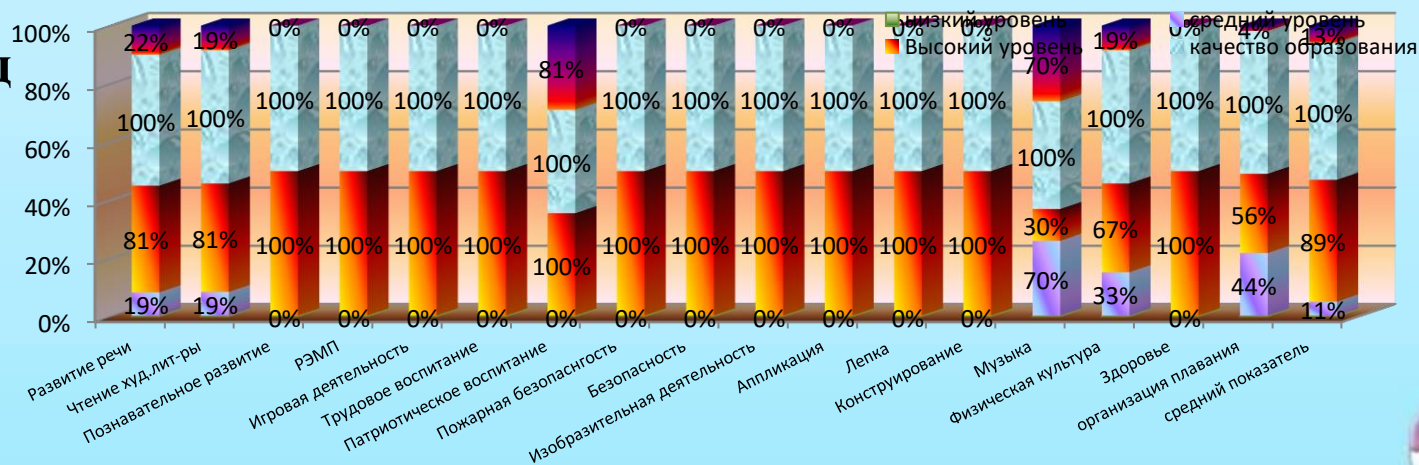 д
низкий уровень
средний уровень
Высокий уровень
качество образования
100%
80%
60%
40%
20%
0%
22% 19% 0% 0% 0% 0% 81% 0% 0% 0% 0% 0% 0% 70% 19% 0% 4% 13%
100% 100% 100% 100% 100% 100% 100% 100% 100% 100% 100% 100% 100% 100% 100% 100% 100% 100%
81% 81% 100% 100% 100% 100% 100% 100% 100% 100% 100% 100% 100% 30% 67% 100% 56% 89%
19% 19% 0% 0% 0% 0% 0% 0% 0% 0% 0% 0% 0% 70% 33% 0% 44% 11%
Развитие речи
Чтение худ.лит-ры
Познавательное развитие
РЭМП
Игровая деятельность
Трудовое воспитание
Патриотическое воспитание
Пожарная безопасность
Безопасность
Изобразительная деятельность
Аппликация
Лепка
Конструирование
Музыка
Физическая культура
Здоровье
организация плавания
средний показатель